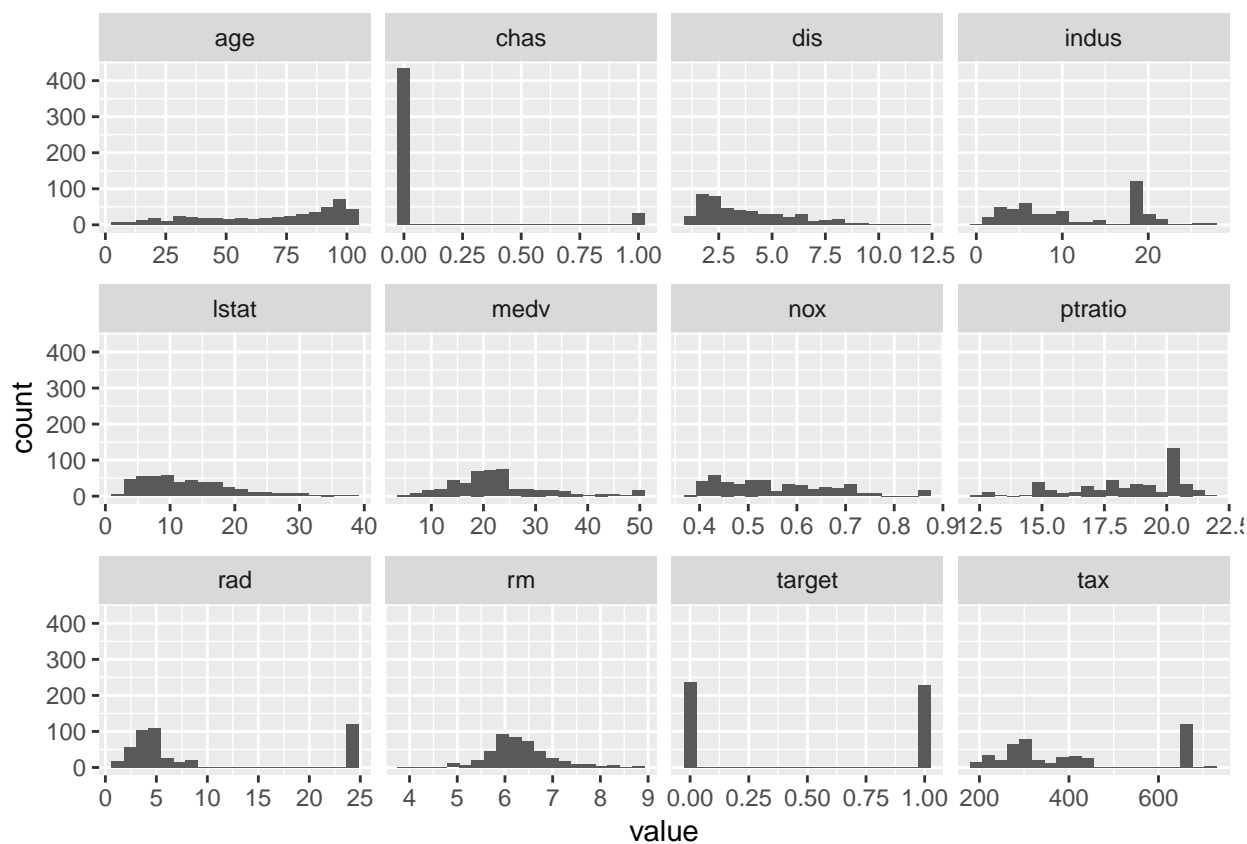 age chas dis indus
400
300
200
100
0
0 25 50 75 100 0.00 0.25 0.50 0.75 1.00 2.5 5.0 7.5 10.0 12.5 0 10 20
lstat medv nox ptratio
400
300
200
100
0
0 10 20 30 40 10 20 30 40 50 0.4 0.5 0.6 0.7 0.8 0.9 12.5 15.0 17.5 20.0 22.5
rad rm target tax
400
300
200
100
0
0 5 10 15 20 25 4 5 6 7 8 9 0.00 0.25 0.50 0.75 1.00 200 400 600
count
value